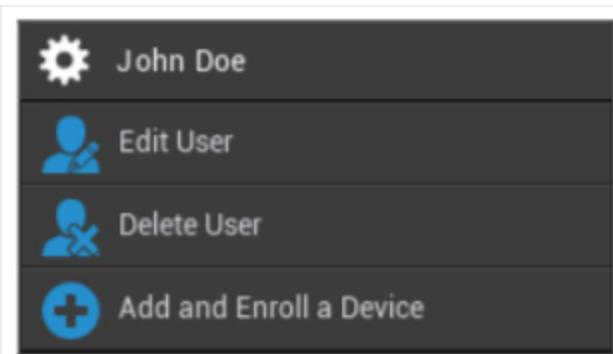 John Doe
Edit User
Delete User
Add and Enroll a Device